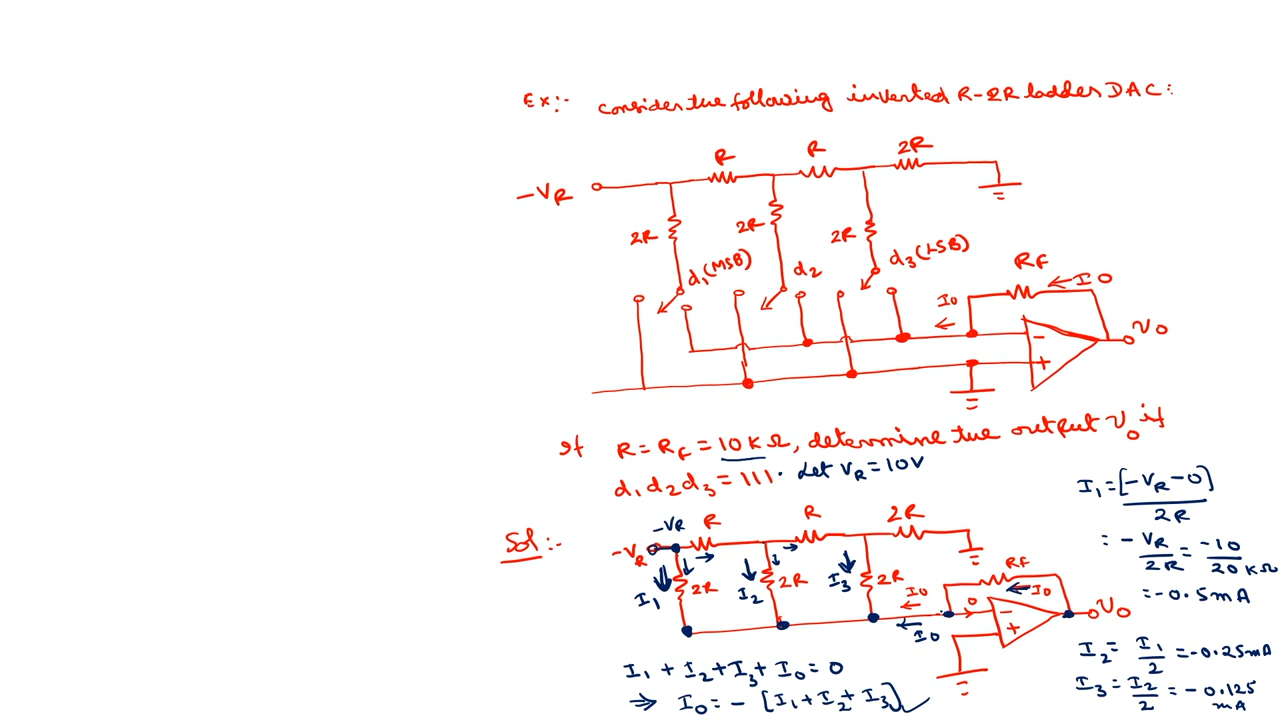 Ex:- Consider the following inverted R-2R ladder DAC:
R R 2R
-VR
2R 2R 2R
d1(MSB) d2 d3(LSB)
RF
I0 I0
- V0
+
If R = RF = 10KΩ, determine the output V0 if
d1d2d3 = 111. Let VR = 10V
Sol:-
-VR R R 2R
-VR
I1 2R I2 2R I3 2R
RF
I0 0 I0
- V0
I0 +
I1 + I2 + I3 + I0 = 0
⇒ I0 = - [I1 + I2 + I3]
I1 = [-VR - 0]
2R
= - VR = -10
2R 20KΩ
= -0.5mA
I2 = I1 = -0.25mA
2
I3 = I2 = -0.125
2 mA